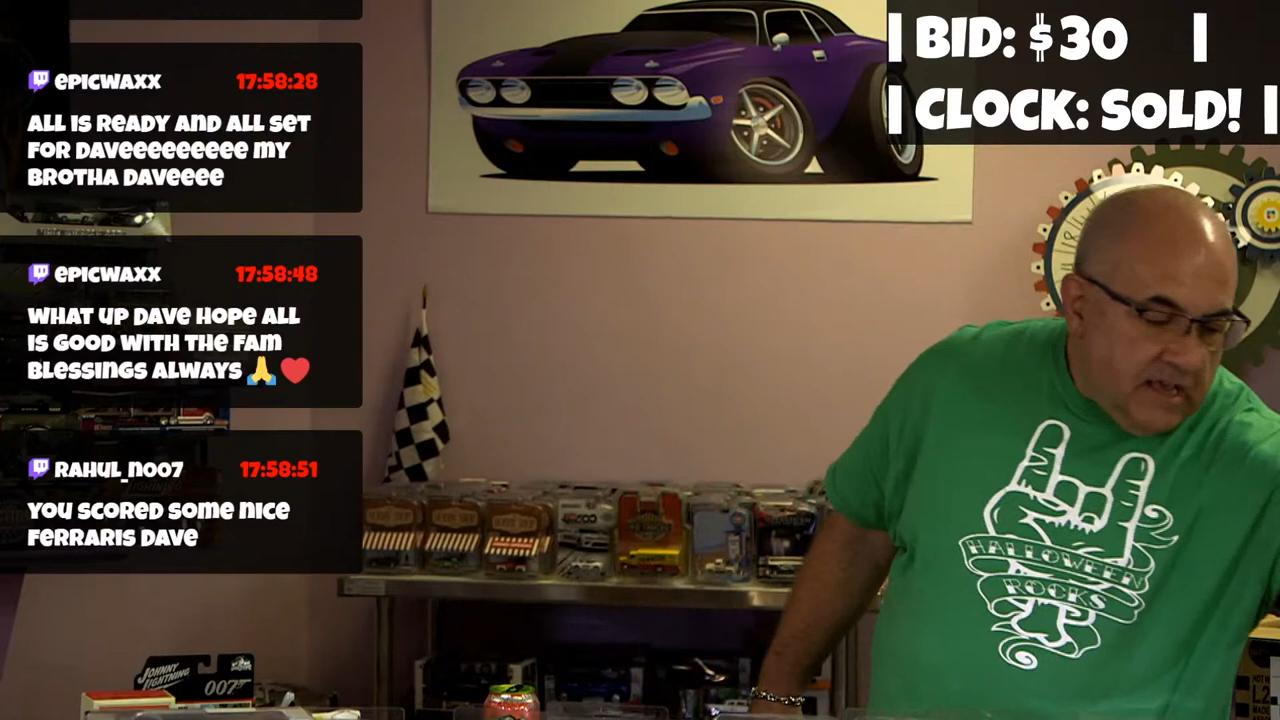 | BID: $30 |
| CLOCK: SOLD! |
EPICWAXX 17:58:28
ALL IS READY AND ALL SET
FOR DAVEEEEEEEEE MY
BROTHA DAVEEEE
EPICWAXX 17:58:48
WHAT UP DAVE HOPE ALL
IS GOOD WITH THE FAM
BLESSINGS ALWAYS 🙏❤️
RAHUL_N007 17:58:51
YOU SCORED SOME NICE
FERRARIS DAVE
HALLOWEEN
ROCKS
JOHNNY
LIGHTNING
007